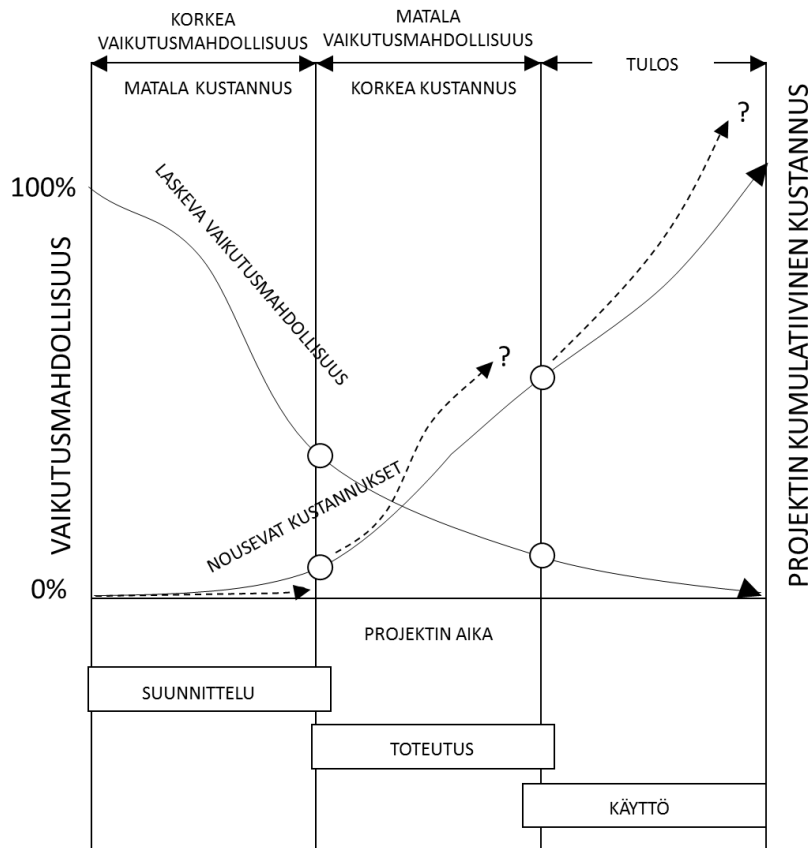 KORKEA
VAIKUTUSMAHDOLLISUUS
MATALA
VAIKUTUSMAHDOLLISUUS
TULOS
MATALA KUSTANNUS
KORKEA KUSTANNUS
?
100%
LASKEVA VAIKUTUSMAHDOLLISUUS
VAIKUTUSMAHDOLLISUUS
PROJEKTIN KUMULATIIVINEN KUSTANNUS
?
NOUSEVAT KUSTANNUKSET
0%
PROJEKTIN AIKA
SUUNNITTELU
TOTEUTUS
KÄYTTÖ